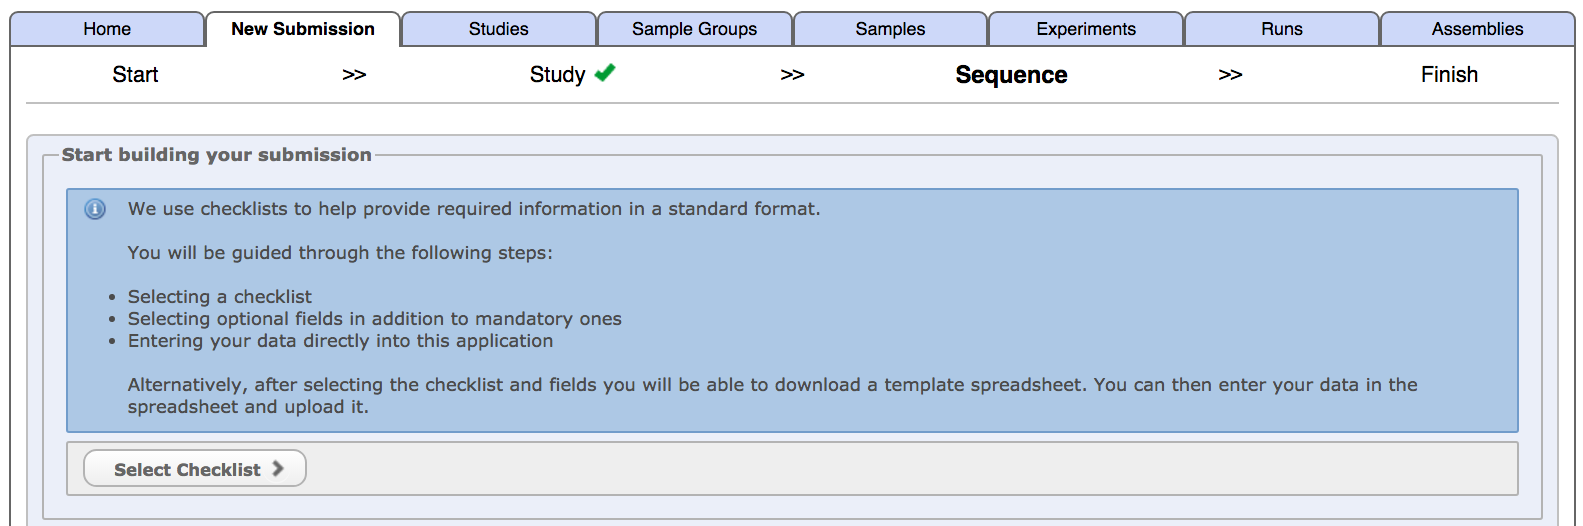 Home New Submission Studies Sample Groups Samples Experiments Runs Assemblies
Start >> Study >> Sequence >> Finish
Start building your submission
We use checklists to help provide required information in a standard format.
You will be guided through the following steps:
• Selecting a checklist
• Selecting optional fields in addition to mandatory ones
• Entering your data directly into this application
Alternatively, after selecting the checklist and fields you will be able to download a template spreadsheet. You can then enter your data in the
spreadsheet and upload it.
Select Checklist